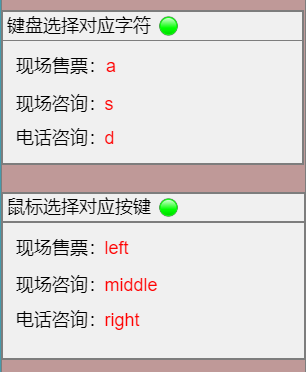 键盘选择对应字符
现场售票：a
现场咨询：s
电话咨询：d
鼠标选择对应按键
现场售票：left
现场咨询：middle
电话咨询：right